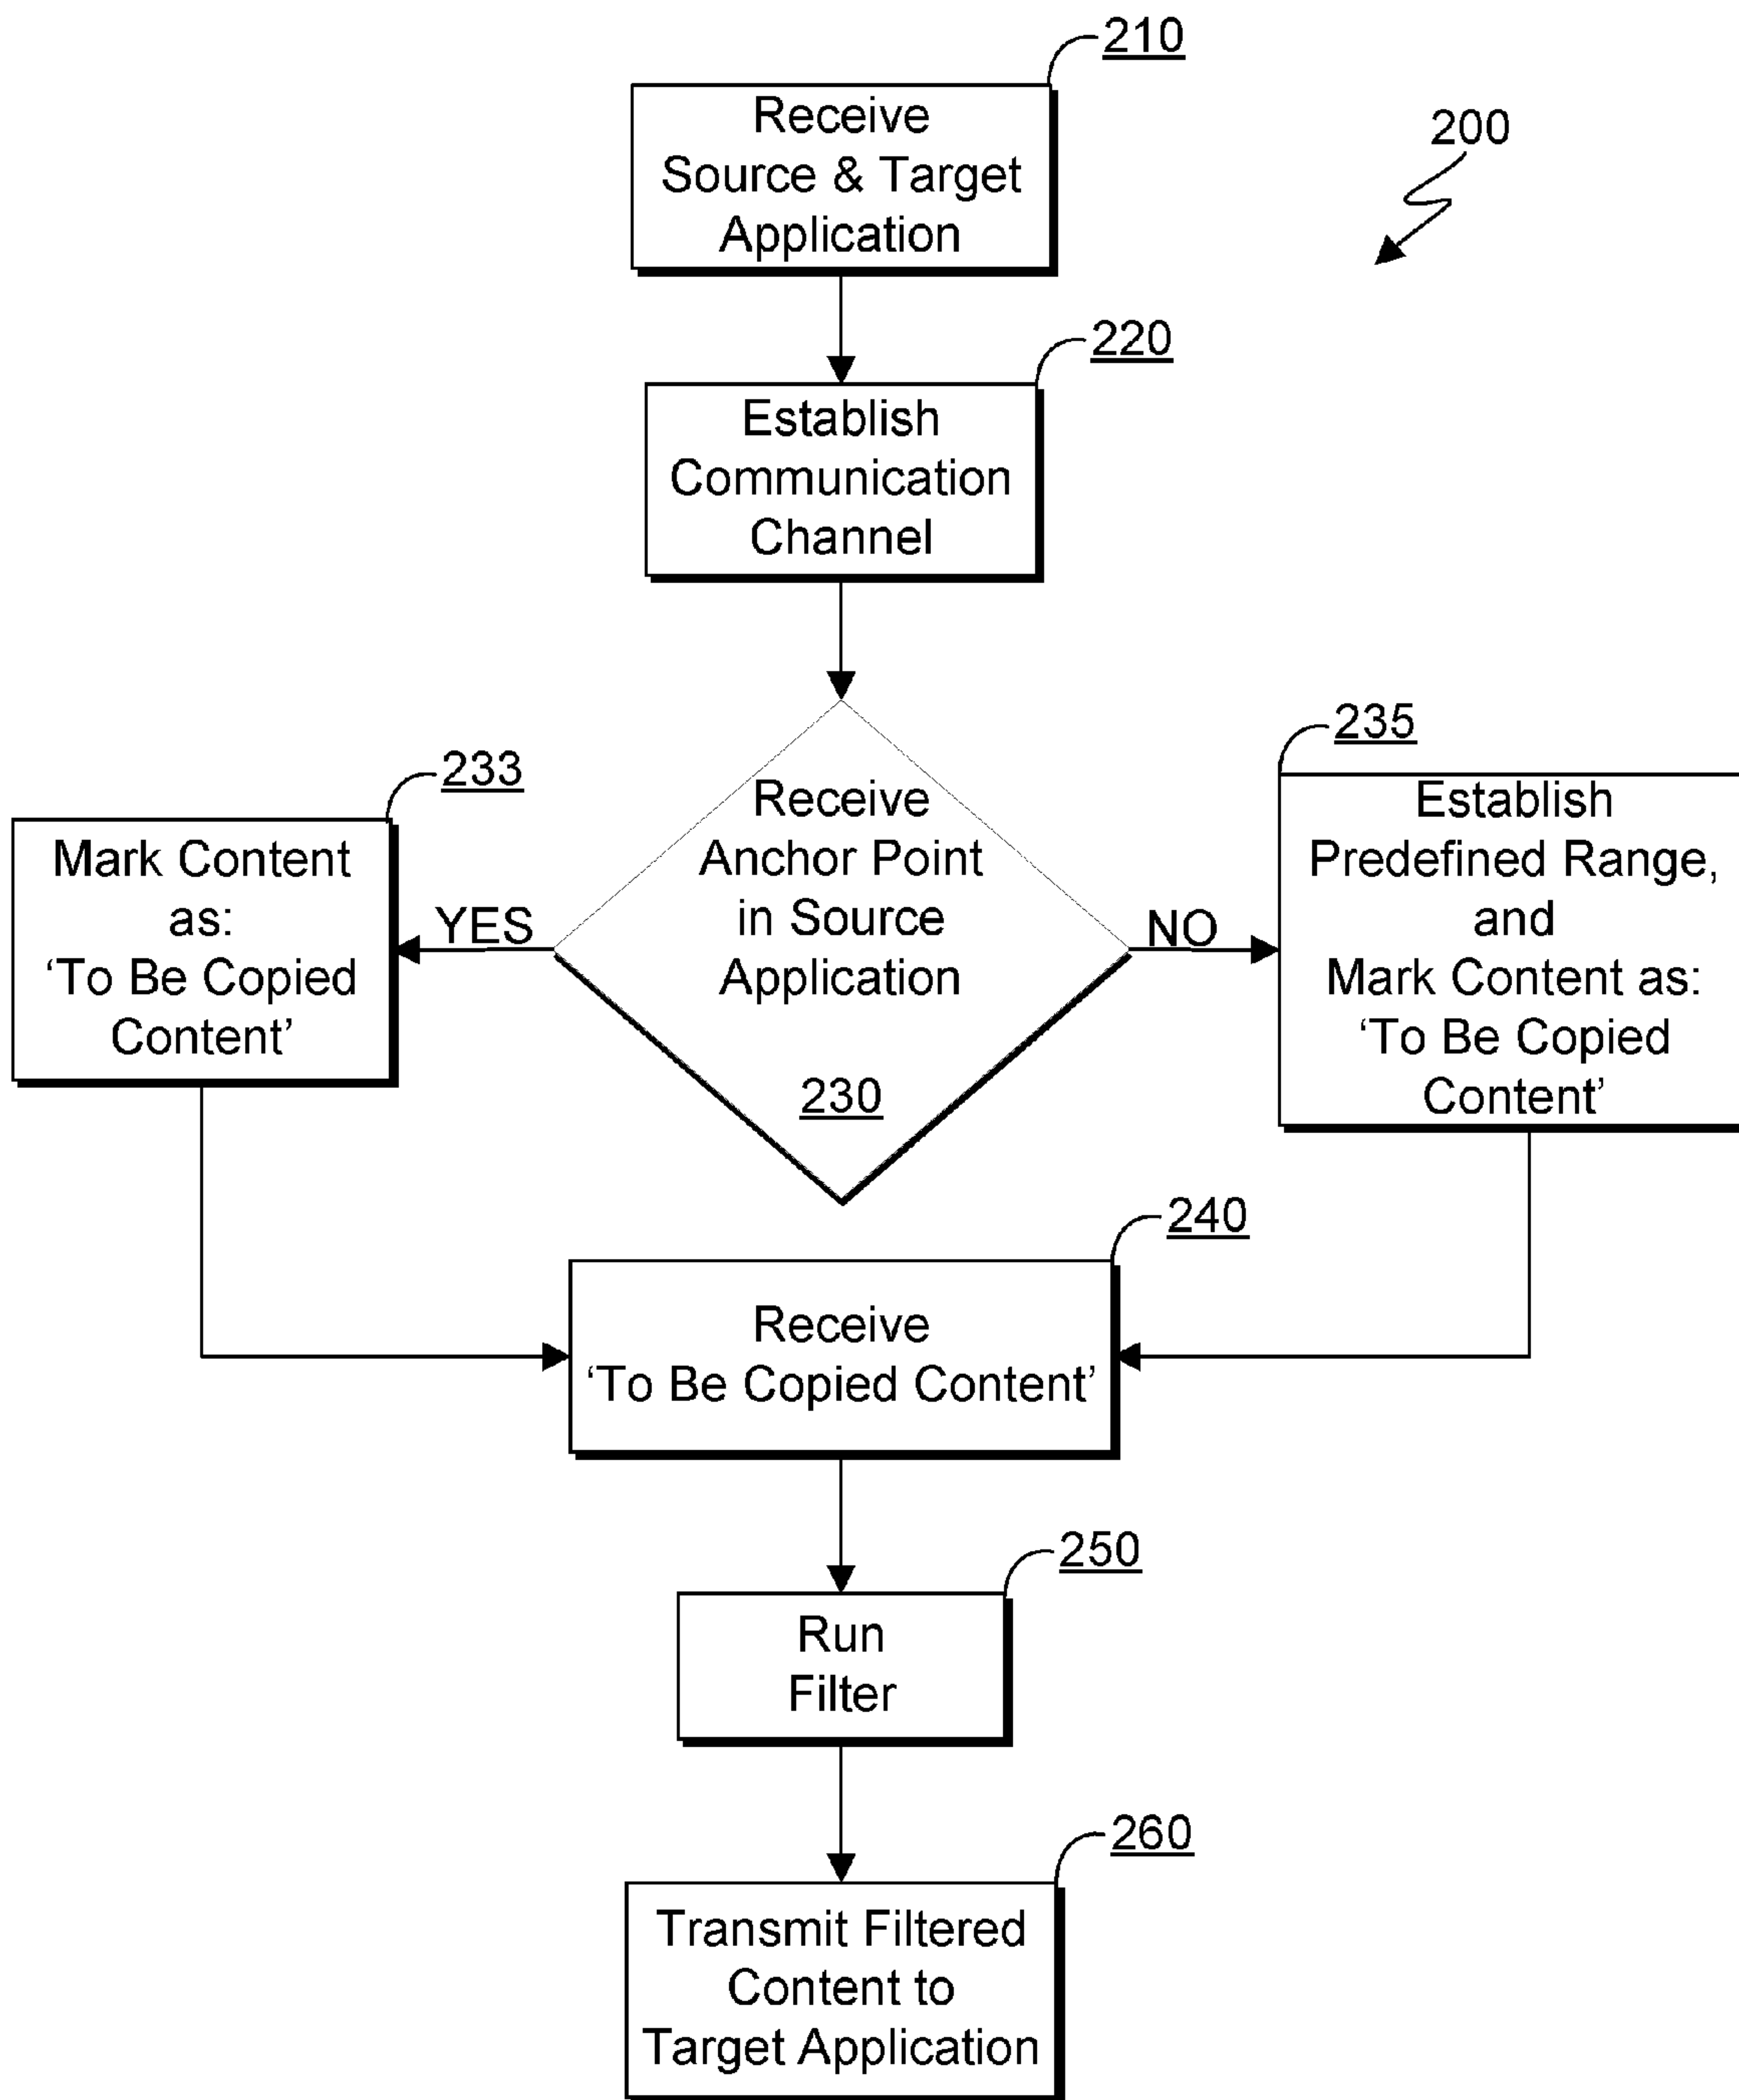 210
Receive
Source & Target
Application
200
220
Establish
Communication
Channel
233
Mark Content
as:
‘To Be Copied
Content’
YES
Receive
Anchor Point
in Source
Application
230
NO
235
Establish
Predefined Range,
and
Mark Content as:
‘To Be Copied
Content’
240
Receive
‘To Be Copied Content’
250
Run
Filter
260
Transmit Filtered
Content to
Target Application